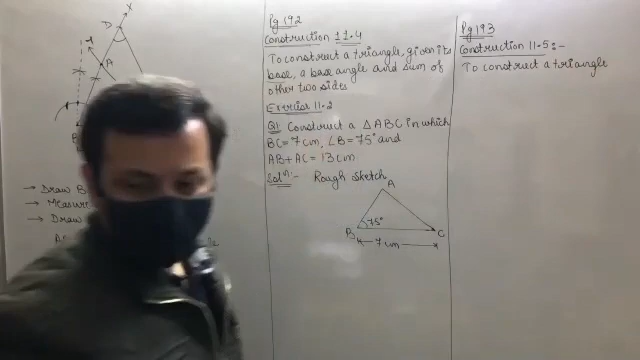 X
D
A
B
→ Draw B
→ Measure
→ Draw
Pg 192
Construction 11.4
To construct a triangle, given its
base, a base angle and sum of
other two sides
Exercise 11.2
Q1. Construct a ΔABC in which
BC = 7 cm, ∠B = 75° and
AB + AC = 13 cm
Solⁿ:- Rough sketch
A
75°
B
C
7 cm
Pg 193
Construction 11.5:-
To construct a triangle